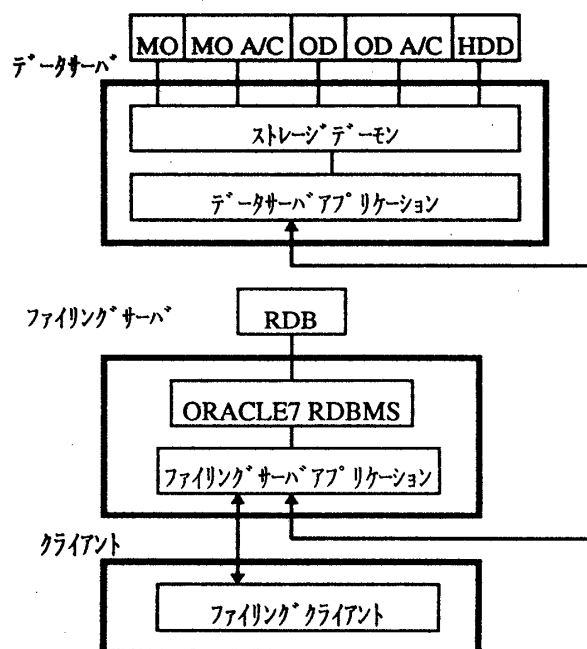 MO MO A/C OD OD A/C HDD
ﾃﾞｰﾀｻｰﾊﾞ
ｽﾄﾚｰｼﾞﾃﾞｰﾓﾝ
ﾃﾞｰﾀｻｰﾊﾞｱﾌﾟﾘｹｰｼｮﾝ
ﾌｧｲﾘﾝｸﾞｻｰﾊﾞ
RDB
ORACLE7 RDBMS
ﾌｧｲﾘﾝｸﾞｻｰﾊﾞｱﾌﾟﾘｹｰｼｮﾝ
ｸﾗｲｱﾝﾄ
ﾌｧｲﾘﾝｸﾞｸﾗｲｱﾝﾄ